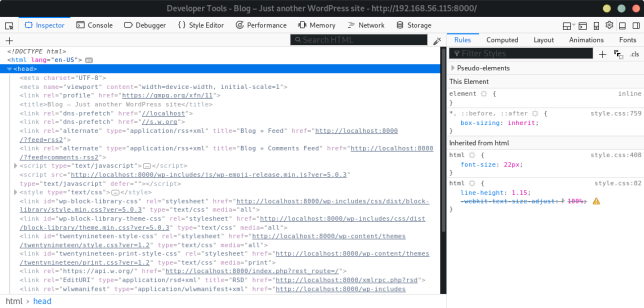 Developer Tools - Blog – Just another WordPress site - http://192.168.56.115:8000/
Inspector Console Debugger Style Editor Performance Memory Network Storage
Search HTML
Rules Computed Layout Animations Fonts
<!DOCTYPE html>
<html lang="en-US">
<head>
<meta charset="UTF-8">
<meta name="viewport" content="width=device-width, initial-scale=1">
<link rel="profile" href="https://gmpg.org/xfn/11">
<title>Blog – Just another WordPress site</title>
<link rel="dns-prefetch" href="//localhost">
<link rel="dns-prefetch" href="//s.w.org">
<link rel="alternate" type="application/rss+xml" title="Blog » Feed" href="http://localhost:8000
/?feed=rss2">
<link rel="alternate" type="application/rss+xml" title="Blog » Comments Feed" href="http://localhost:8000
/?feed=comments-rss2">
<script type="text/javascript"></script>
<script src="http://localhost:8000/wp-includes/js/wp-emoji-release.min.js?ver=5.0.3"
type="text/javascript" defer=""></script>
<style type="text/css"></style>
<link id="wp-block-library-css" rel="stylesheet" href="http://localhost:8000/wp-includes/css/dist/block-
library/style.min.css?ver=5.0.3" type="text/css" media="all">
<link id="wp-block-library-theme-css" rel="stylesheet" href="http://localhost:8000/wp-includes/css/dist
/block-library/theme.min.css?ver=5.0.3" type="text/css" media="all">
<link id="twentynineteen-style-css" rel="stylesheet" href="http://localhost:8000/wp-content/themes
/twentynineteen/style.css?ver=1.2" type="text/css" media="all">
<link id="twentynineteen-print-style-css" rel="stylesheet" href="http://localhost:8000/wp-content/themes
/twentynineteen/print.css?ver=1.2" type="text/css" media="print">
<link rel="https://api.w.org/" href="http://localhost:8000/index.php?rest_route=/">
<link rel="EditURI" type="application/rsd+xml" title="RSD" href="http://localhost:8000/xmlrpc.php?rsd">
<link rel="wlwmanifest" type="application/wlwmanifest+xml" href="http://localhost:8000/wp-includes
html › head
Filter Styles
.cls
Pseudo-elements
This Element
element { inline
}
*, ::before, ::after { style.css:759
box-sizing: inherit;
}
Inherited from html
html { style.css:408
font-size: 22px;
}
html { style.css:82
line-height: 1.15;
-webkit-text-size-adjust: 100%;
}